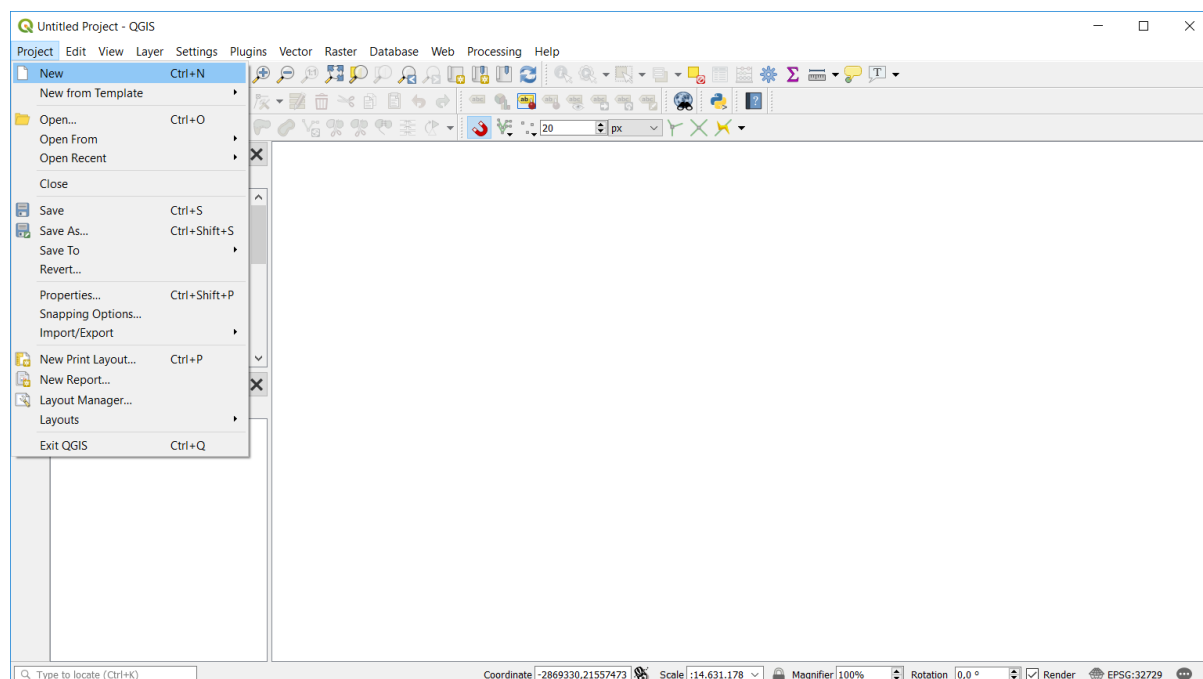 Untitled Project - QGIS
Project Edit View Layer Settings Plugins Vector Raster Database Web Processing Help
New Ctrl+N
New from Template
Open... Ctrl+O
Open From
Open Recent
Close
Save Ctrl+S
Save As... Ctrl+Shift+S
Save To
Revert...
Properties... Ctrl+Shift+P
Snapping Options...
Import/Export
New Print Layout... Ctrl+P
New Report...
Layout Manager...
Layouts
Exit QGIS Ctrl+Q
20 px
Type to locate (Ctrl+K) Coordinate -2869330,21557473 Scale :14.631.178 Magnifier 100% Rotation 0,0 ° Render EPSG:32729